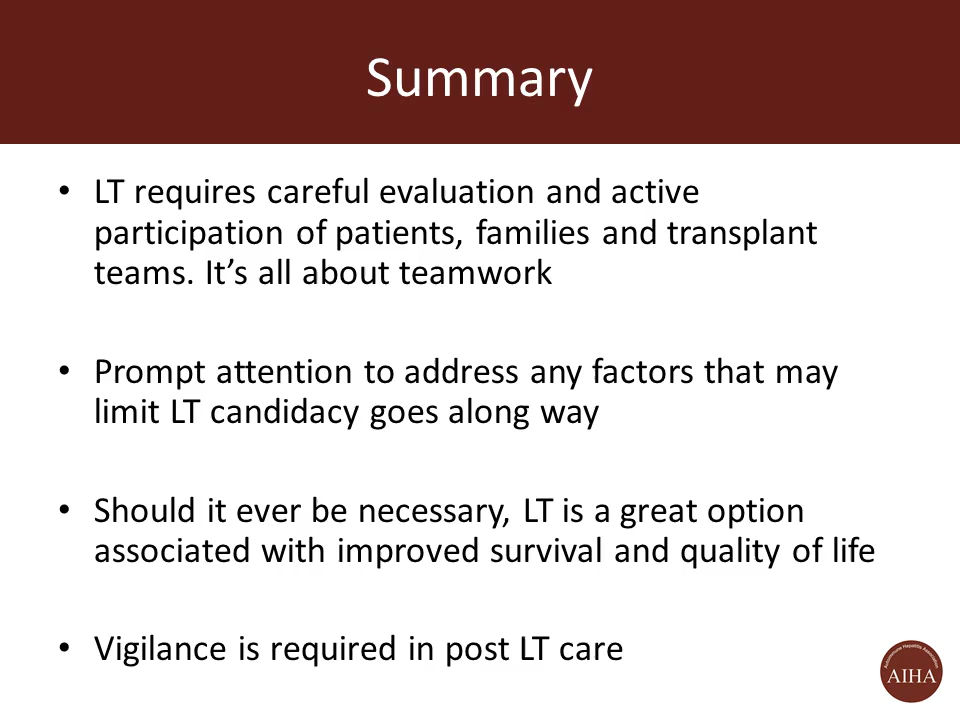 Summary
• LT requires careful evaluation and active
participation of patients, families and transplant
teams. It’s all about teamwork
• Prompt attention to address any factors that may
limit LT candidacy goes along way
• Should it ever be necessary, LT is a great option
associated with improved survival and quality of life
• Vigilance is required in post LT care
Autoimmune Hepatitis Association
AIHA